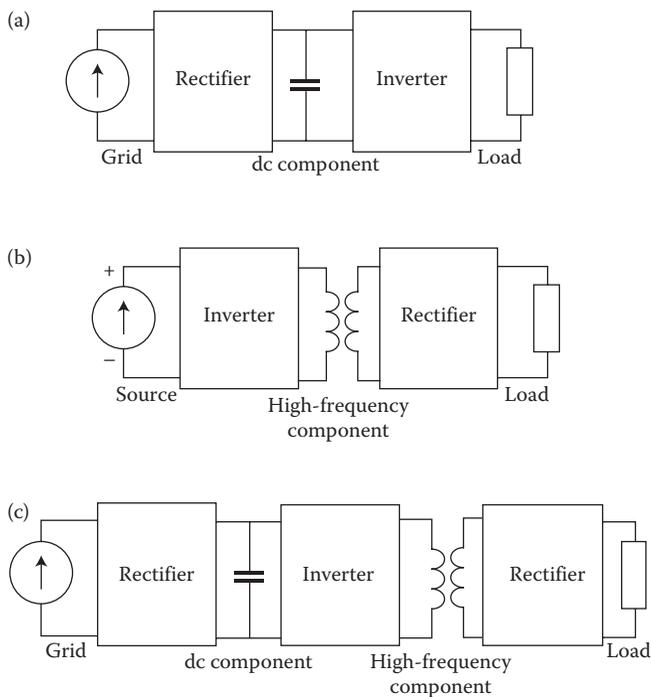 (a)
Rectifier
Inverter
Grid
dc component
Load
(b)
+
Inverter
Rectifier
−
Source
High-frequency
component
Load
(c)
Rectifier
Inverter
Rectifier
Grid
dc component
High-frequency
component
Load